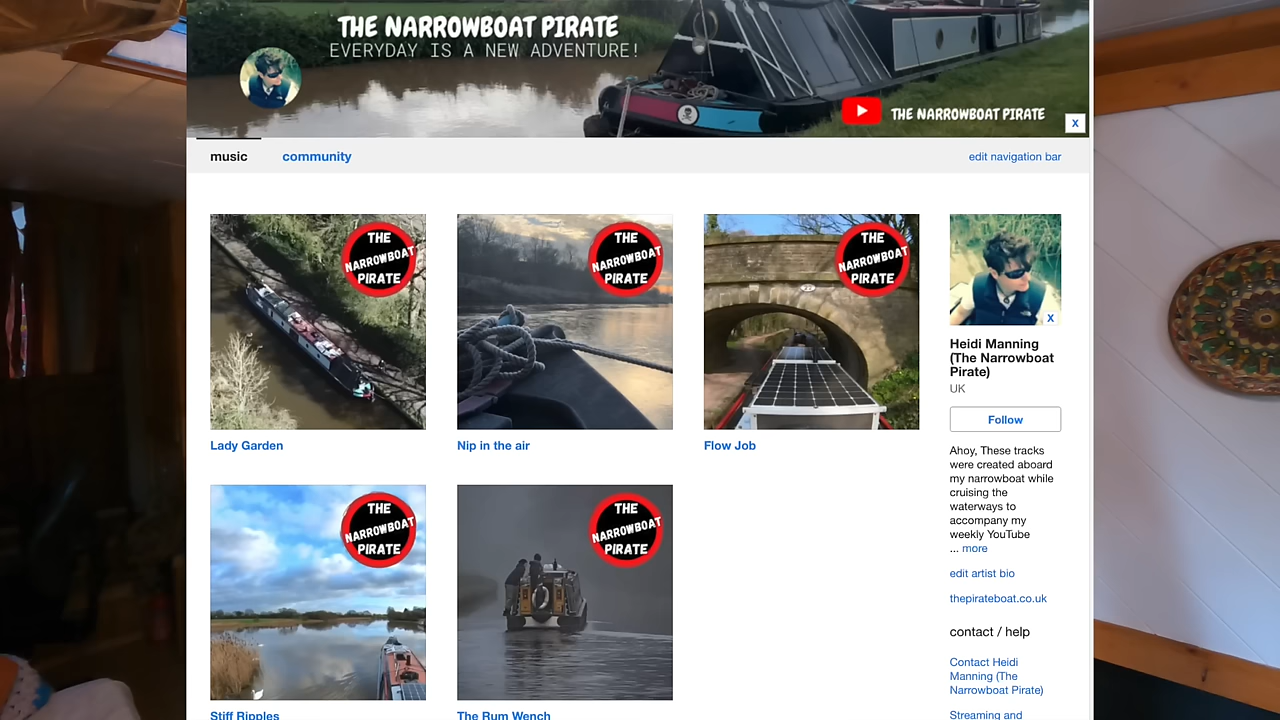 THE NARROWBOAT PIRATE
EVERYDAY IS A NEW ADVENTURE!
THE NARROWBOAT PIRATE
X
music
community
edit navigation bar
THE
NARROWBOAT
PIRATE
THE
NARROWBOAT
PIRATE
THE
NARROWBOAT
PIRATE
X
Lady Garden
Nip in the air
Flow Job
Heidi Manning
(The Narrowboat
Pirate)
UK
Follow
Ahoy, These tracks
were created aboard
my narrowboat while
cruising the
waterways to
accompany my
weekly YouTube
... more
edit artist bio
thepirateboat.co.uk
contact / help
Contact Heidi
Manning (The
Narrowboat Pirate)
Streaming and
THE
NARROWBOAT
PIRATE
THE
NARROWBOAT
PIRATE
Stiff Ripples
The Rum Wench